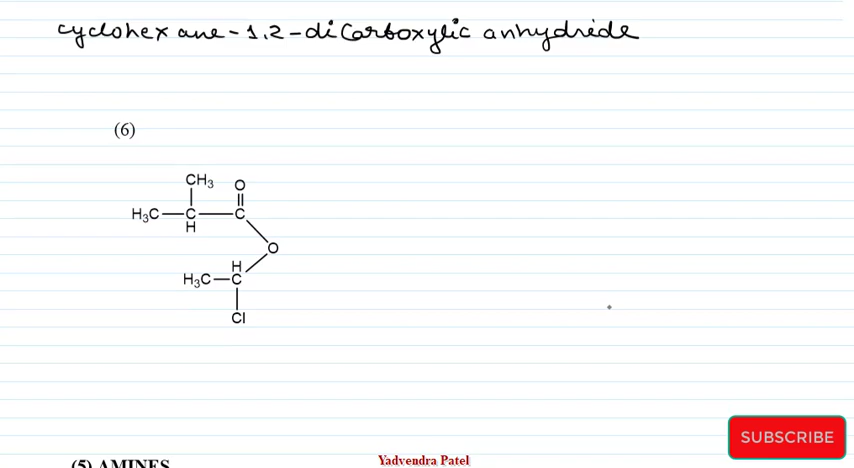 cyclohexane-1,2-dicarboxylic anhydride
(6)
CH3 O
H3C C C
H
O
H
H3C C
Cl
SUBSCRIBE
(5) AMINES
Yadvendra Patel